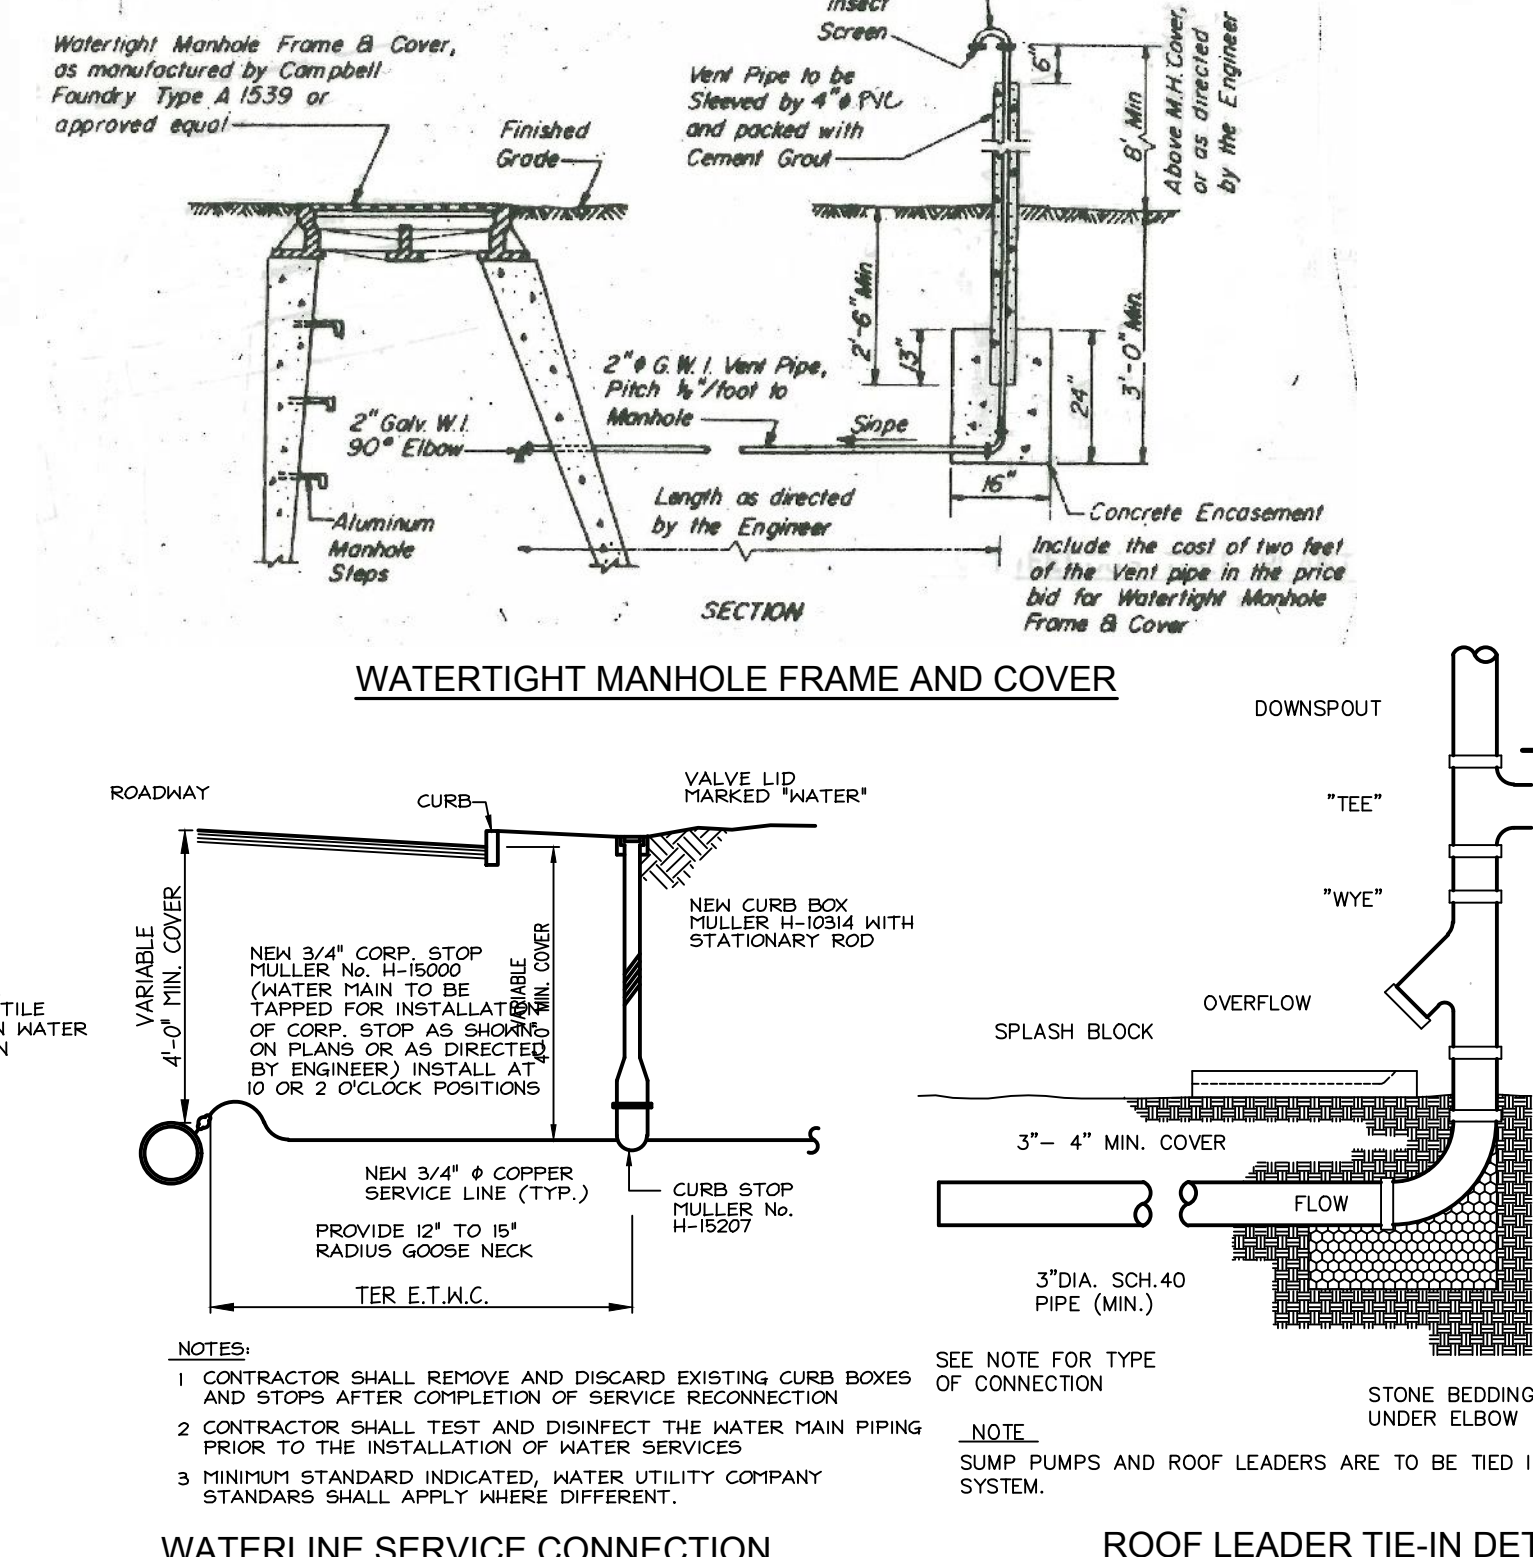 Watertight Manhole Frame & Cover,
as manufactured by Campbell
Foundry Type A 1539 or
approved equal
Finished
Grade
Insect
Screen
Vent Pipe to be
Sleeved by 4"ϕ PVC
and packed with
Cement Grout
6"
8' Min
Above M.H. Cover,
or as directed
by the Engineer
2'-6" Min
13"
24"
3'-0" Min.
16"
2"ϕ G.W.I. Vent Pipe,
Pitch ⅛"/foot to
Manhole
Slope
2" Galv. W.I.
90° Elbow
Aluminum
Manhole
Steps
Length as directed
by the Engineer
Concrete Encasement
Include the cost of two feet
of the Vent pipe in the price
bid for Watertight Manhole
Frame & Cover
SECTION
WATERTIGHT MANHOLE FRAME AND COVER
ROADWAY
CURB
VALVE LID
MARKED "WATER"
VARIABLE
4'-0" MIN. COVER
NEW 3/4" CORP. STOP
MULLER No. H-15000
(WATER MAIN TO BE
TAPPED FOR INSTALLATION
OF CORP. STOP AS SHOWN
ON PLANS OR AS DIRECTED
BY ENGINEER) INSTALL AT
10 OR 2 O'CLOCK POSITIONS
VARIABLE
4'-0" MIN. COVER
NEW CURB BOX
MULLER H-10314 WITH
STATIONARY ROD
TILE
N WATER
N
NEW 3/4" ϕ COPPER
SERVICE LINE (TYP.)
PROVIDE 12" TO 15"
RADIUS GOOSE NECK
CURB STOP
MULLER No.
H-15207
TER E.T.W.C.
NOTES:
1 CONTRACTOR SHALL REMOVE AND DISCARD EXISTING CURB BOXES
AND STOPS AFTER COMPLETION OF SERVICE RECONNECTION
2 CONTRACTOR SHALL TEST AND DISINFECT THE WATER MAIN PIPING
PRIOR TO THE INSTALLATION OF WATER SERVICES
3 MINIMUM STANDARD INDICATED, WATER UTILITY COMPANY
STANDARS SHALL APPLY WHERE DIFFERENT.
WATERLINE SERVICE CONNECTION
DOWNSPOUT
"TEE"
"WYE"
OVERFLOW
SPLASH BLOCK
3"- 4" MIN. COVER
FLOW
3"DIA. SCH.40
PIPE (MIN.)
SEE NOTE FOR TYPE
OF CONNECTION
STONE BEDDING
UNDER ELBOW
NOTE
SUMP PUMPS AND ROOF LEADERS ARE TO BE TIED I
SYSTEM.
ROOF LEADER TIE-IN DET